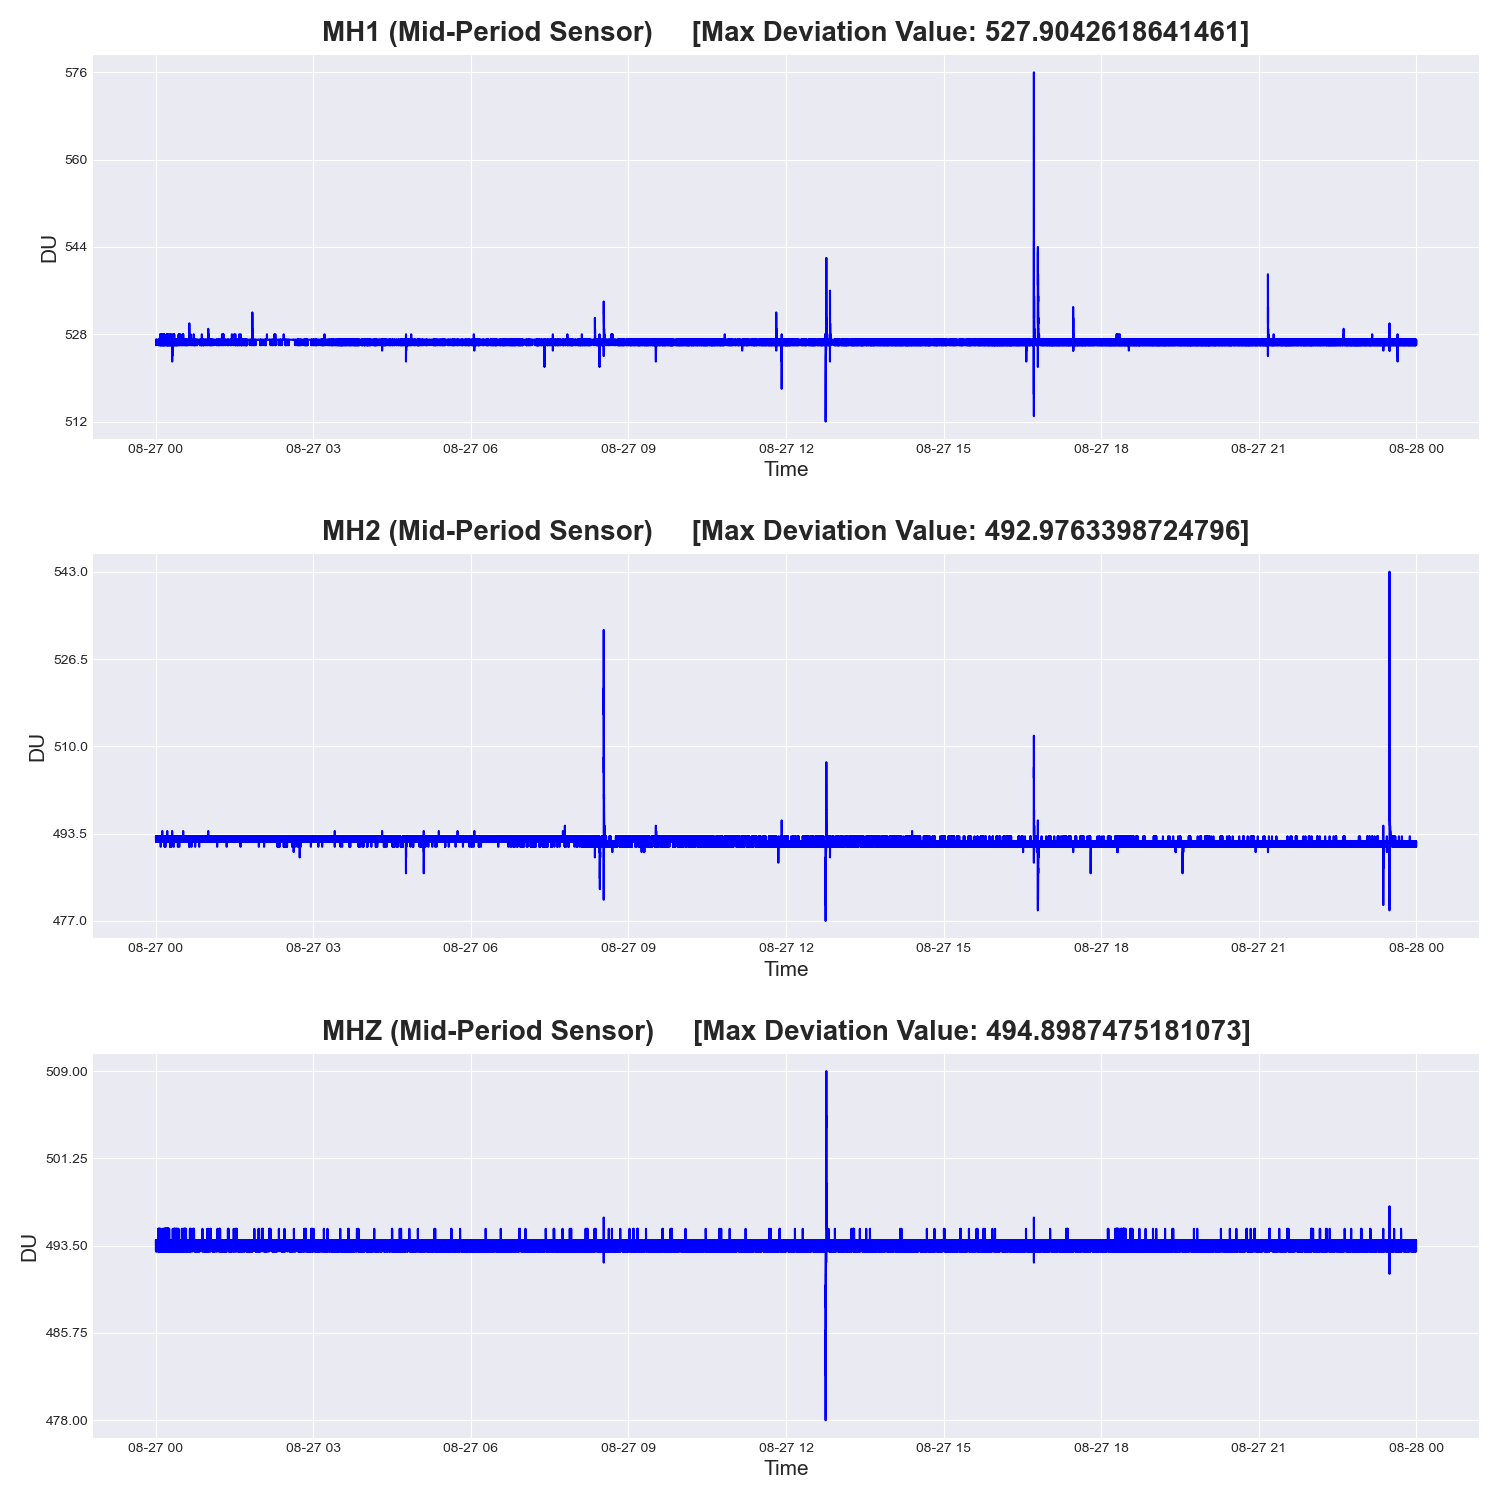 MH1 (Mid-Period Sensor) [Max Deviation Value: 527.9042618641461]
576
560
544
528
512
DU
08-27 00 08-27 03 08-27 06 08-27 09 08-27 12 08-27 15 08-27 18 08-27 21 08-28 00
Time
MH2 (Mid-Period Sensor) [Max Deviation Value: 492.9763398724796]
543.0
526.5
510.0
493.5
477.0
DU
08-27 00 08-27 03 08-27 06 08-27 09 08-27 12 08-27 15 08-27 18 08-27 21 08-28 00
Time
MHZ (Mid-Period Sensor) [Max Deviation Value: 494.8987475181073]
509.00
501.25
493.50
485.75
478.00
DU
08-27 00 08-27 03 08-27 06 08-27 09 08-27 12 08-27 15 08-27 18 08-27 21 08-28 00
Time